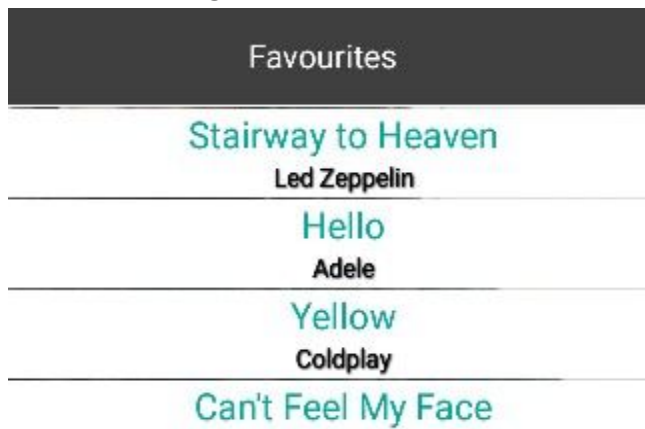 Favourites
Stairway to Heaven
Led Zeppelin
Hello
Adele
Yellow
Coldplay
Can't Feel My Face